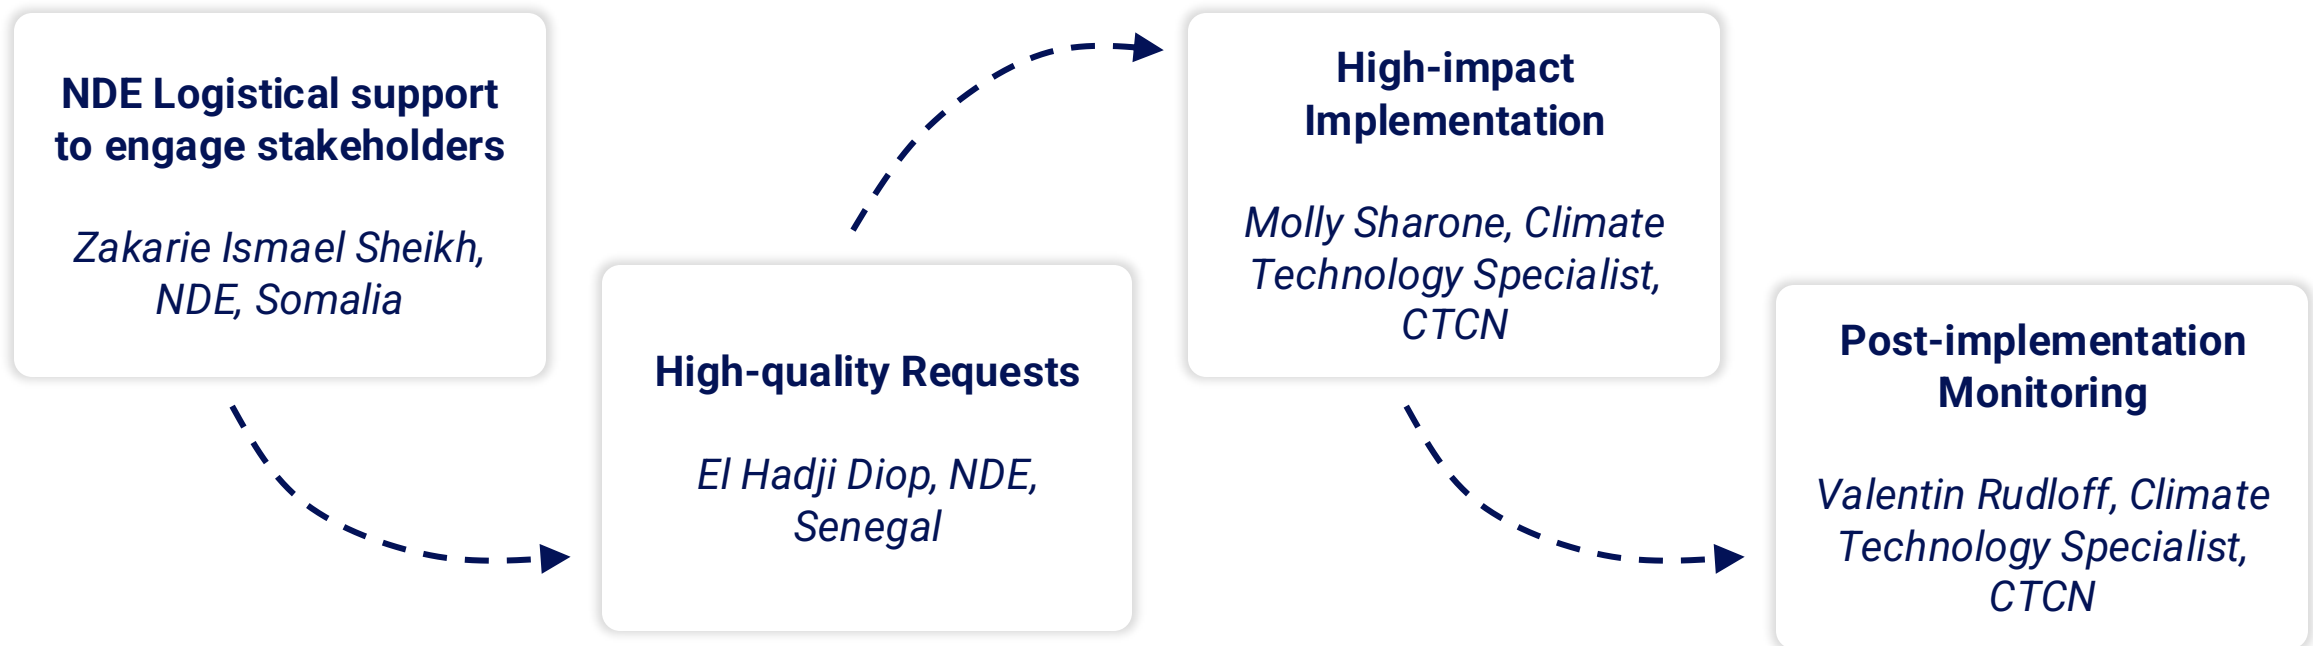 NDE Logistical support
to engage stakeholders
Zakarie Ismael Sheikh,
NDE, Somalia
High-quality Requests
El Hadji Diop, NDE,
Senegal
High-impact
Implementation
Molly Sharone, Climate
Technology Specialist,
CTCN
Post-implementation
Monitoring
Valentin Rudloff, Climate
Technology Specialist,
CTCN